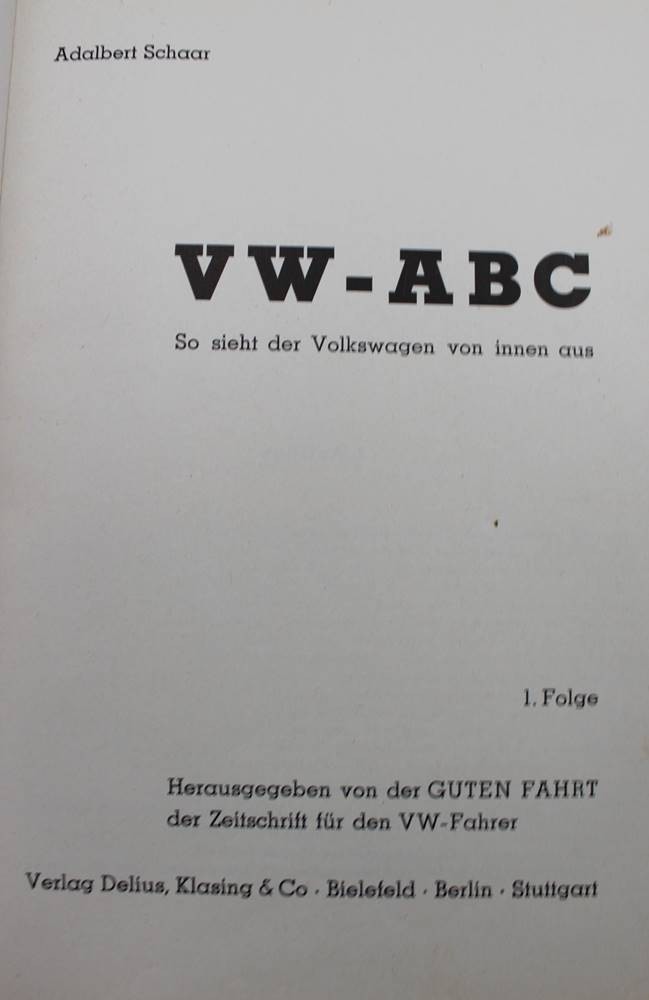 Adalbert Schaar
VW-ABC
So sieht der Volkswagen von innen aus
1. Folge
Herausgegeben von der GUTEN FAHRT
der Zeitschrift für den VW-Fahrer
Verlag Delius, Klasing & Co · Bielefeld · Berlin · Stuttgart